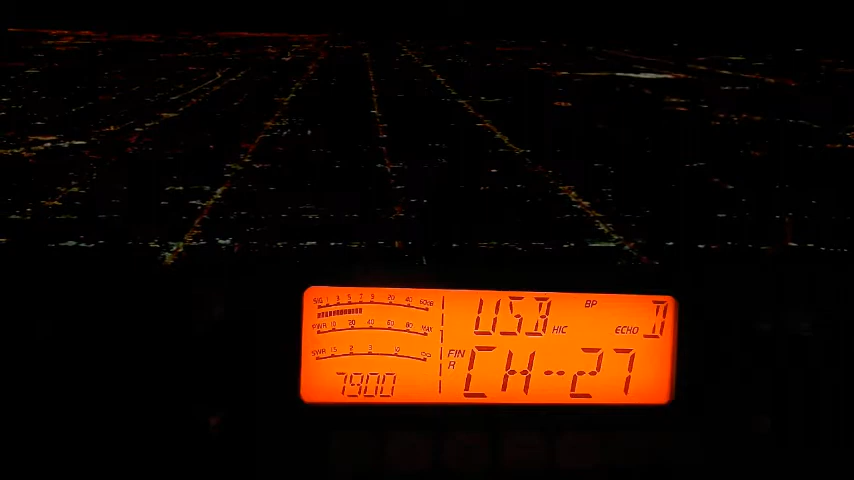 SIG 1 3 5 7 9 20 40 60dB
PWR 10 20 40 60 80 MAX
SWR 1.5 2 3 10 ∞
7900
USB HIC BP ECHO D
FIN R CH-27